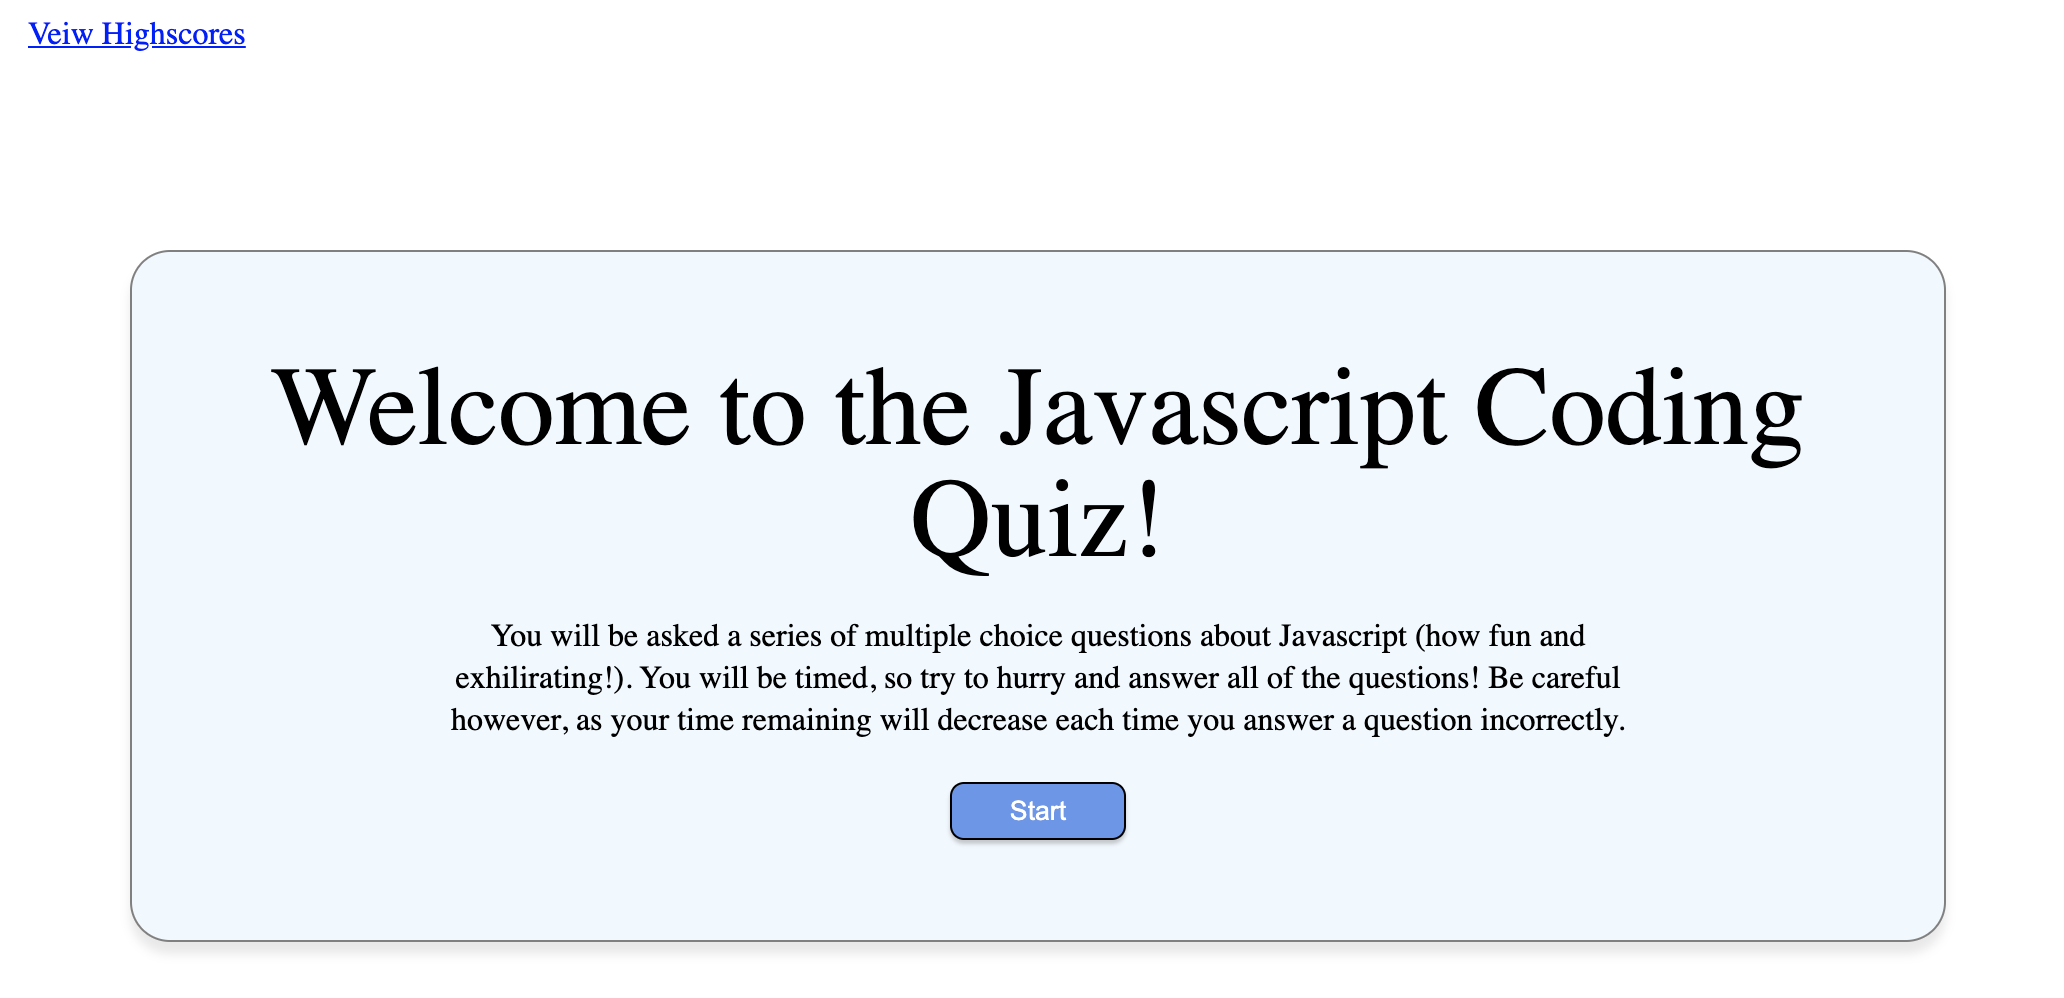 Veiw Highscores
Welcome to the Javascript Coding
Quiz!
You will be asked a series of multiple choice questions about Javascript (how fun and
exhilirating!). You will be timed, so try to hurry and answer all of the questions! Be careful
however, as your time remaining will decrease each time you answer a question incorrectly.
Start